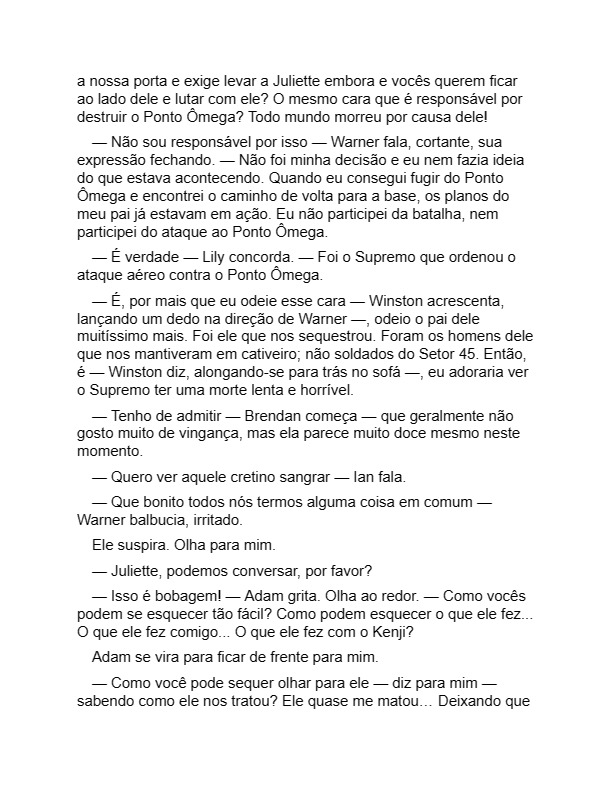 a nossa porta e exige levar a Juliette embora e vocês querem ficar
ao lado dele e lutar com ele? O mesmo cara que é responsável por
destruir o Ponto Ômega? Todo mundo morreu por causa dele!
— Não sou responsável por isso — Warner fala, cortante, sua
expressão fechando. — Não foi minha decisão e eu nem fazia ideia
do que estava acontecendo. Quando eu consegui fugir do Ponto
Ômega e encontrei o caminho de volta para a base, os planos do
meu pai já estavam em ação. Eu não participei da batalha, nem
participei do ataque ao Ponto Ômega.
— É verdade — Lily concorda. — Foi o Supremo que ordenou o
ataque aéreo contra o Ponto Ômega.
— É, por mais que eu odeie esse cara — Winston acrescenta,
lançando um dedo na direção de Warner —, odeio o pai dele
muitíssimo mais. Foi ele que nos sequestrou. Foram os homens dele
que nos mantiveram em cativeiro; não soldados do Setor 45. Então,
é — Winston diz, alongando-se para trás no sofá —, eu adoraria ver
o Supremo ter uma morte lenta e horrível.
— Tenho de admitir — Brendan começa — que geralmente não
gosto muito de vingança, mas ela parece muito doce mesmo neste
momento.
— Quero ver aquele cretino sangrar — Ian fala.
— Que bonito todos nós termos alguma coisa em comum —
Warner balbucia, irritado.
Ele suspira. Olha para mim.
— Juliette, podemos conversar, por favor?
— Isso é bobagem! — Adam grita. Olha ao redor. — Como vocês
podem se esquecer tão fácil? Como podem esquecer o que ele fez...
O que ele fez comigo... O que ele fez com o Kenji?
Adam se vira para ficar de frente para mim.
— Como você pode sequer olhar para ele — diz para mim —
sabendo como ele nos tratou? Ele quase me matou… Deixando que